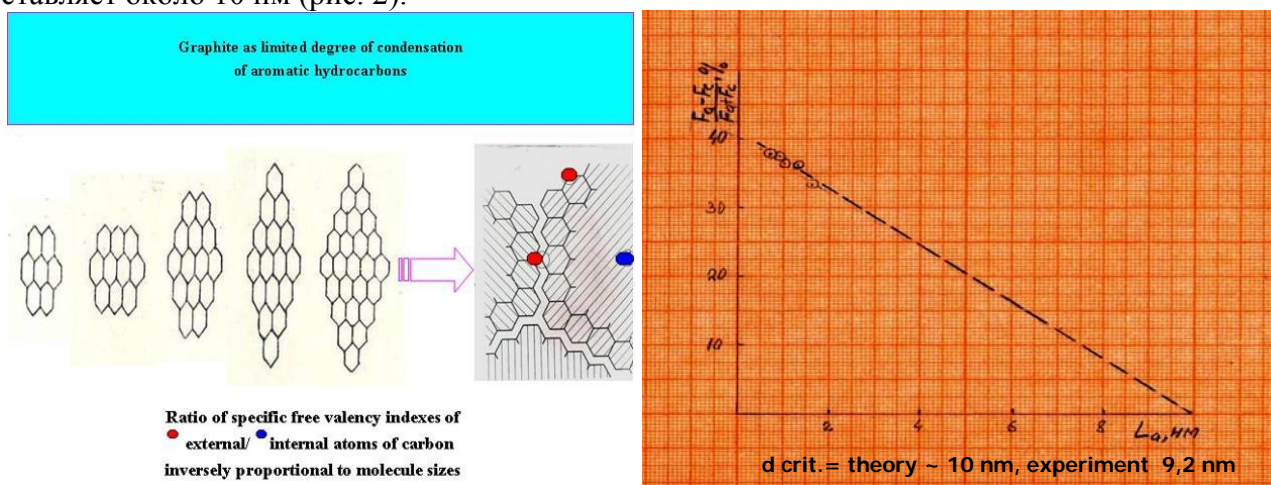 ставляет около 10 нм (рис. 2).
Graphite as limited degree of condensation
of aromatic hydrocarbons
Ratio of specific free valency indexes of
external/ internal atoms of carbon
inversely proportional to molecule sizes
Fa-Fc %
Fa+Fc
40
30
20
10
2 4 6 8 La, нм
d crit.= theory ~ 10 nm, experiment 9,2 nm